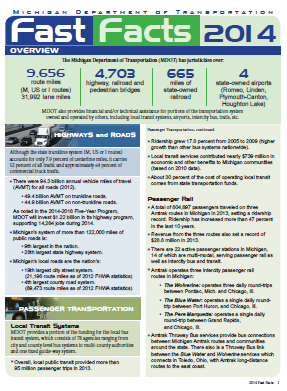 MICHIGAN DEPARTMENT OF TRANSPORTATION
Fast Facts 2014
OVERVIEW
The Michigan Department of Transportation (MDOT) has jurisdiction over:
9,656
route miles
(M, US or I routes)
31,992 lane miles
4,703
highway, railroad and
pedestrian bridges
665
miles of
state-owned
railroad
4
state-owned airports
(Romeo, Linden,
Plymouth-Canton,
Houghton Lake)
MDOT also provides financial and/or technical assistance for portions of the transportation system
owned and operated by others, including local transit systems, airports, intercity bus, trails, etc.
HIGHWAYS and ROADS
Although the state trunkline system (M, US or I routes)
accounts for only 7.9 percent of centerline miles, it carries
52 percent of all traffic and approximately 66 percent of
commercial truck traffic.
• There were 94.3 billion annual vehicle miles of travel
(AVMT) for all roads (2012).
• 49.4 billion AVMT on trunkline roads.
• 44.9 billion AVMT on non-trunkline roads.
• As noted in the 2014-2018 Five-Year Program,
MDOT will invest $1.22 billion in its highway program,
supporting 14,284 jobs during 2014.
• Michigan's system of more than 122,000 miles of
public roads is:
• 9th largest in the nation.
• 28th largest state-owned system.
• Michigan's local roads are the nation's:
• 19th largest city street system.
(21,196 route miles as of 2012 FHWA statistics)
• 4th largest county road system.
(89,473 route miles as of 2012 FHWA statistics)
PASSENGER TRANSPORTATION
Local Transit Systems
MDOT provides a portion of the funding for the local bus
transit system, which consists of 78 agencies ranging from
city and county level bus systems to multi-county authorities
and one fixed guide-way system.
• Overall, local public transit provided more than
95 million passenger trips in 2013.
Passenger Transportation, continued
• Ridership grew 17.8 percent from 2005 to 2009 (higher
growth than other bus systems nationwide).
• Local transit services contributed nearly $739 million in
economic and other benefits to Michigan communities
(based on 2010 data).
• About 30 percent of the cost of operating local transit
comes from state transportation funds.
Passenger Rail
• A total of 804,897 passengers traveled on three
Amtrak routes in Michigan in 2013, setting a ridership
record. Ridership has increased more than 47 percent
in the last 10 years.
• Revenue from the three routes also set a record of
$28.8 million in 2013.
• There are 22 active passenger stations in Michigan,
14 of which are multi-modal, serving passenger rail as
well as intercity bus and transit.
• Amtrak operates three intercity passenger rail
routes in Michigan:
• The Wolverine: operates three daily round-trips
between Pontiac, Mich. and Chicago, Ill.
• The Blue Water: operates a single daily round-
trip between Port Huron, and Chicago, Ill.
• The Pere Marquette: operates a single daily
round-trip between Grand Rapids,
and Chicago, Ill.
• Amtrak Thruway Bus services provide bus connections
between Michigan Amtrak routes and communities
around the state. There also is a Thruway Bus link
between the Blue Water and Wolverine services which
connects in Toledo, Ohio, with Amtrak long-distance
routes to the east coast.
2014 Fast Facts 1